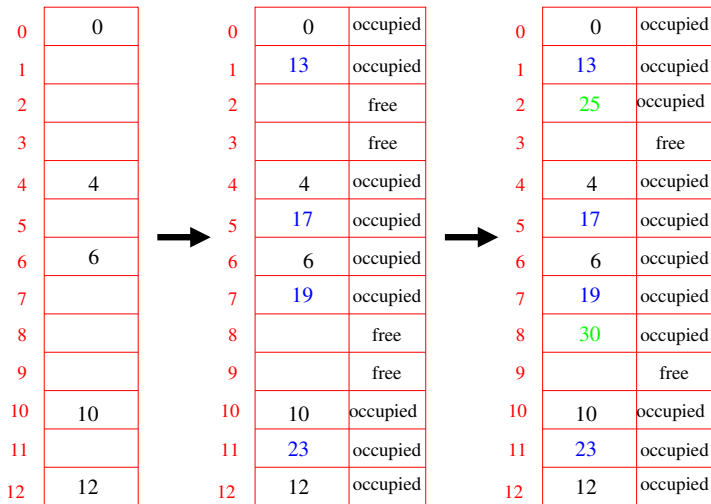 0 0 0 0 occupied 0 0 occupied
1 1 13 occupied 1 13 occupied
2 2 free 2 25 occupied
3 3 free 3 free
4 4 4 4 occupied 4 4 occupied
5 5 17 occupied 5 17 occupied
6 6 6 6 occupied 6 6 occupied
7 7 19 occupied 7 19 occupied
8 8 free 8 30 occupied
9 9 free 9 free
10 10 10 10 occupied 10 10 occupied
11 11 23 occupied 11 23 occupied
12 12 12 12 occupied 12 12 occupied